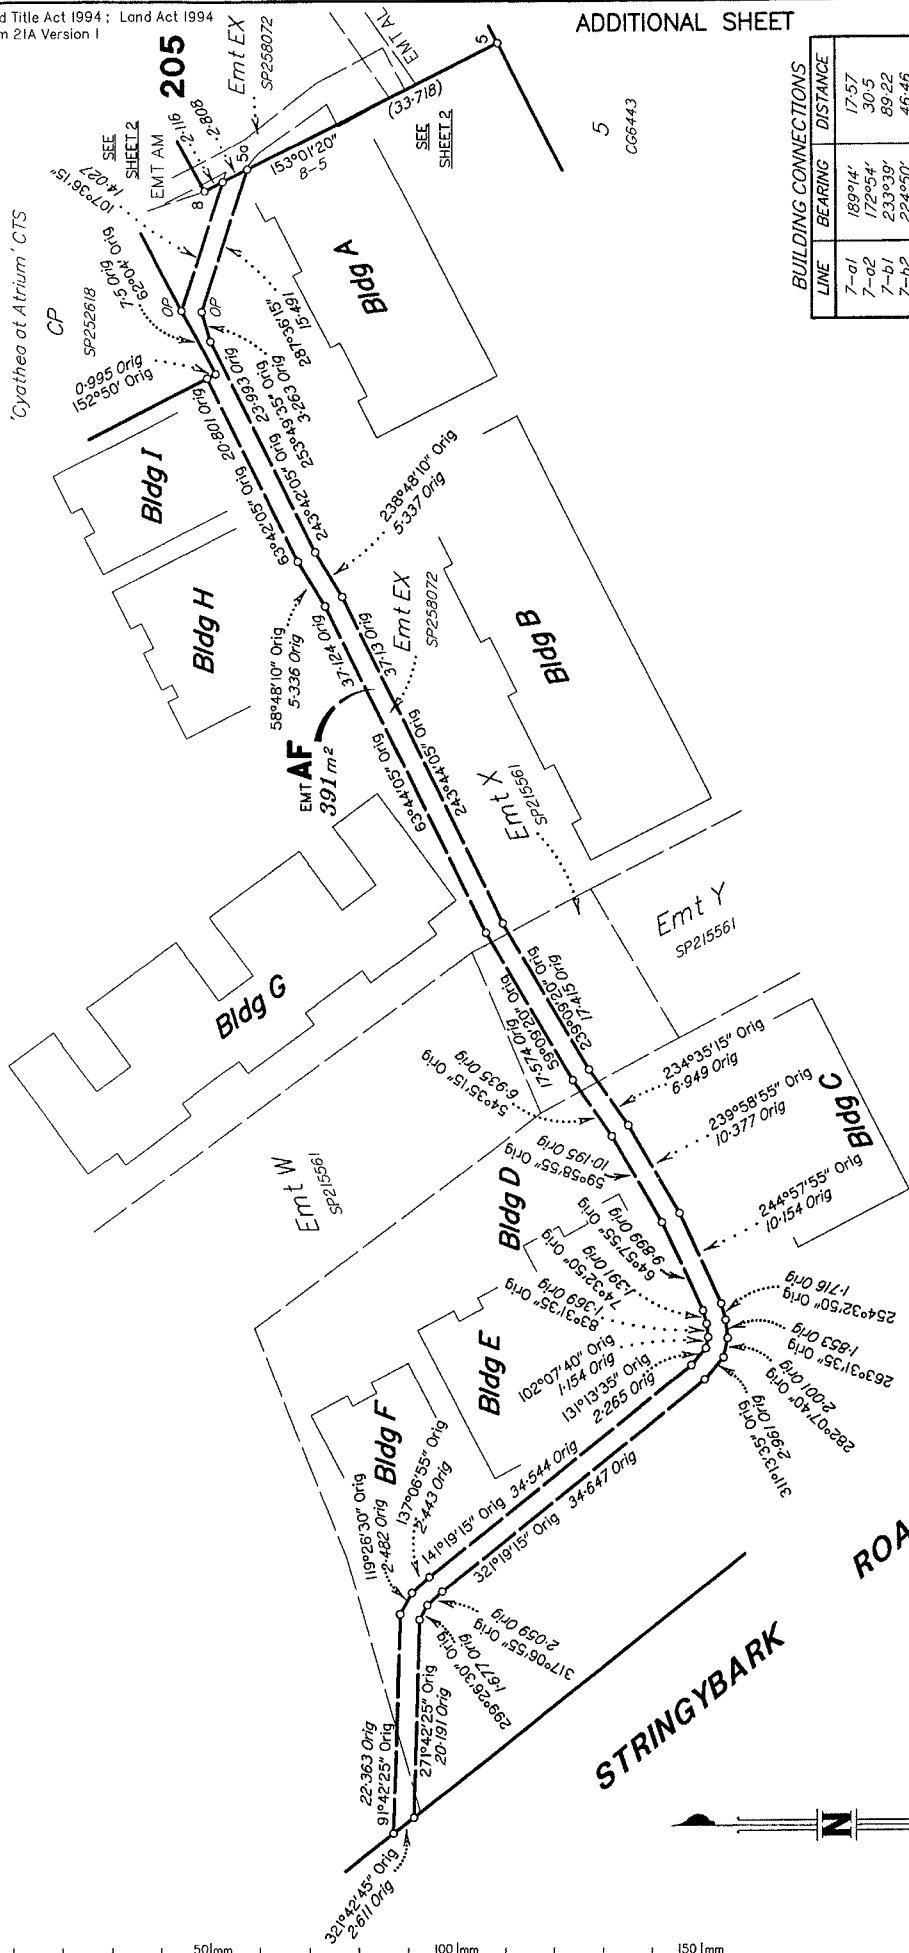 d Title Act 1994 ; Land Act 1994
m 21A Version 1
ADDITIONAL SHEET
205
Emt EX
SP258072
EMT AL
5
(33·718)
SEE
SHEET 2
153°01'20"
8-5
5
CG6443
SEE
SHEET 2
EMT AM
8
2·116
2·808
5a
107°36'15"
14·027
'Cyathea at Atrium' CTS
CP
SP252618
7·5 Orig
62°04' Orig
OP
OP
0·995 Orig
152°50' Orig
287°36'15"
15·491
3·263 Orig
253°49'35" Orig
23·993 Orig
243°42'05" Orig
20·801 Orig
63°42'05" Orig
Bldg A
Bldg I
Bldg H
238°48'10" Orig
5·337 Orig
58°48'10" Orig
5·336 Orig
Emt EX
SP258072
37·124 Orig
63°44'05" Orig
37·13 Orig
243°44'05" Orig
EMT AF
391 m²
Bldg B
Emt X
SP215561
Emt Y
SP215561
Bldg G
Emt W
SP215561
17·574 Orig
59°09'20" Orig
239°09'20" Orig
17·415 Orig
54°35'15" Orig
6·935 Orig
234°35'15" Orig
6·949 Orig
59°58'55" Orig
10·195 Orig
239°58'55" Orig
10·377 Orig
Bldg C
Bldg D
244°57'55" Orig
10·154 Orig
64°57'55" Orig
9·899 Orig
74°32'50" Orig
1·391 Orig
83°31'35" Orig
1·369 Orig
102°07'40" Orig
1·154 Orig
131°13'35" Orig
2·265 Orig
254°32'50" Orig
1·716 Orig
263°31'35" Orig
1·853 Orig
282°07'40" Orig
2·001 Orig
311°13'35" Orig
2·961 Orig
Bldg E
Bldg F
119°26'30" Orig
2·482 Orig
137°06'55" Orig
2·443 Orig
141°19'15" Orig 34·544 Orig
321°19'15" Orig 34·647 Orig
317°06'55" Orig
2·059 Orig
299°26'30" Orig
1·677 Orig
22·363 Orig
91°42'25" Orig
271°42'25" Orig
20·191 Orig
321°42'45" Orig
2·611 Orig
STRINGYBARK
ROA
N
BUILDING CONNECTIONS
LINE BEARING DISTANCE
7-a1 189°14' 17·57
7-a2 172°54' 30·5
7-b1 233°39' 89·22
7-b2 224°50' 46·46
50mm 100mm 150mm